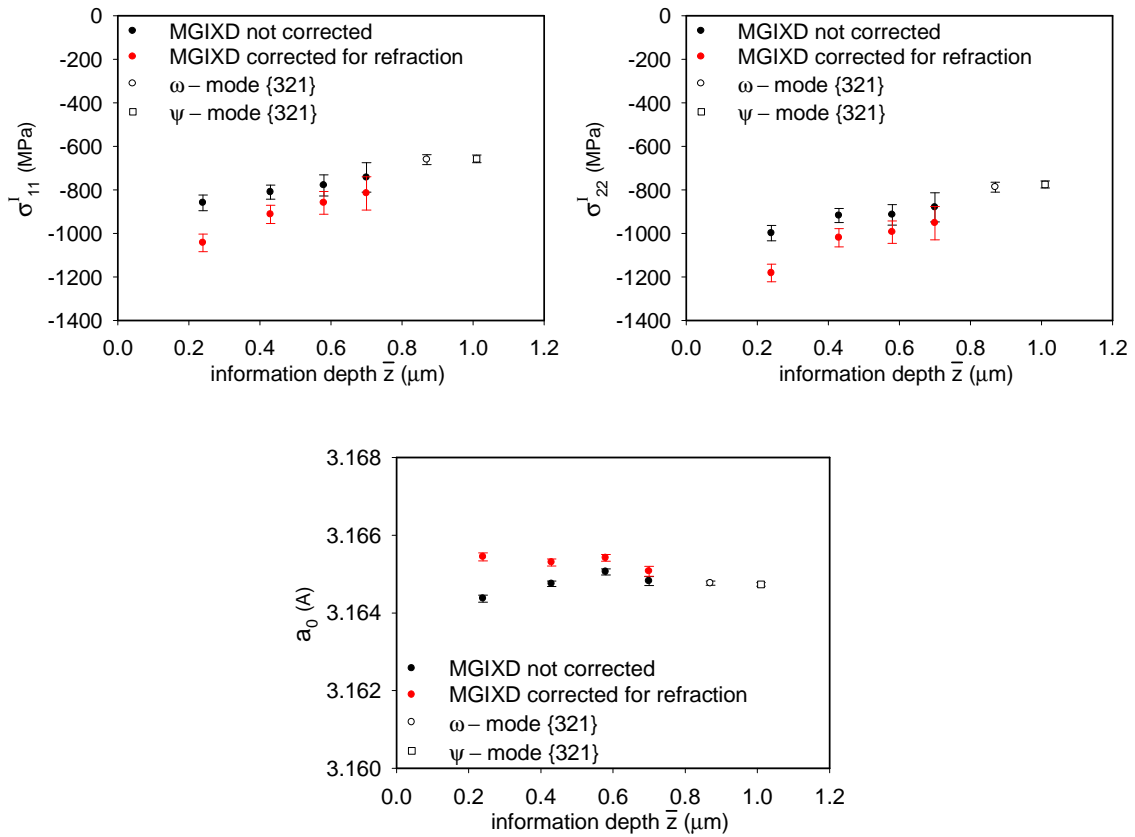 0
-200
-400
-600
-800
-1000
-1200
-1400
σ^I_11 (MPa)
MGIXD not corrected
MGIXD corrected for refraction
ω – mode {321}
ψ – mode {321}
0.0 0.2 0.4 0.6 0.8 1.0 1.2
information depth z̅ (μm)
0
-200
-400
-600
-800
-1000
-1200
-1400
σ^I_22 (MPa)
MGIXD not corrected
MGIXD corrected for refraction
ω – mode {321}
ψ – mode {321}
0.0 0.2 0.4 0.6 0.8 1.0 1.2
information depth z̅ (μm)
3.168
3.166
3.164
3.162
3.160
a_0 (A)
MGIXD not corrected
MGIXD corrected for refraction
ω – mode {321}
ψ – mode {321}
0.0 0.2 0.4 0.6 0.8 1.0 1.2
information depth z̅ (μm)